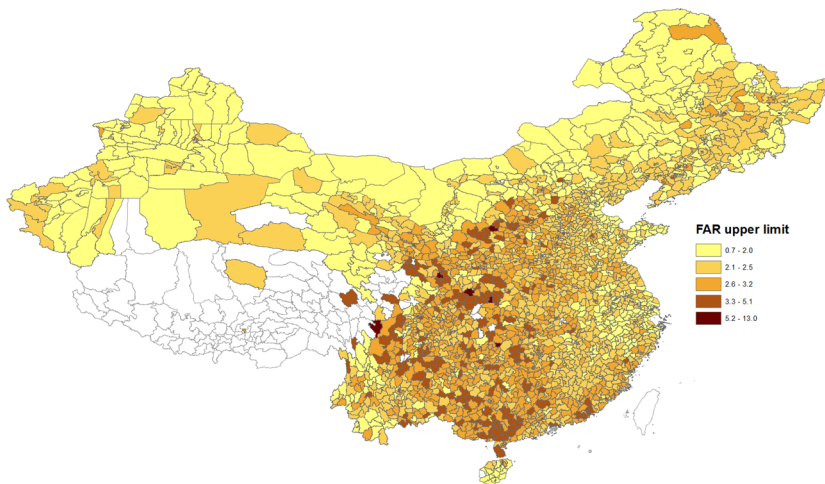 FAR upper limit
0.7 - 2.0
2.1 - 2.5
2.6 - 3.2
3.3 - 5.1
5.2 - 13.0